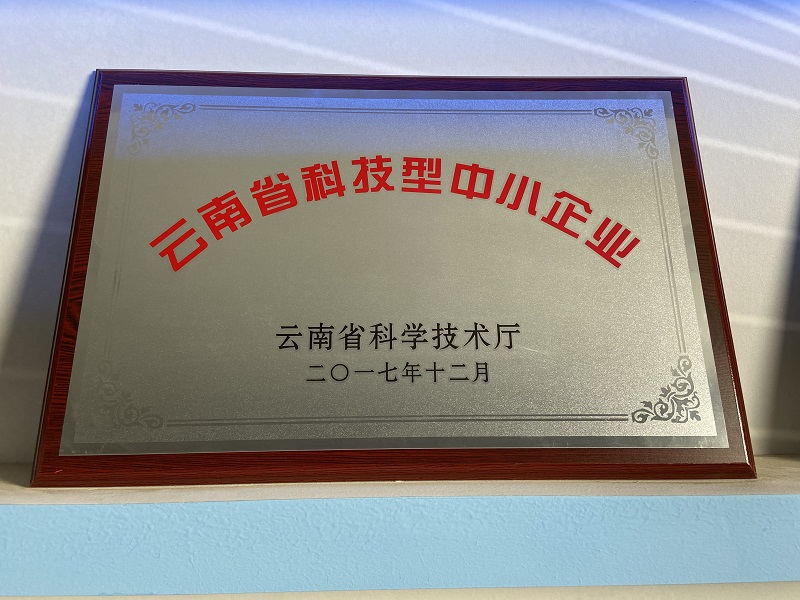 云南省科技型中小企业
云南省科学技术厅
二〇一七年十二月